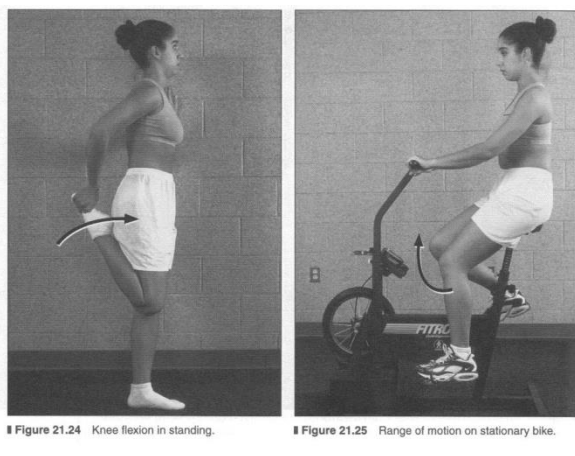 FITRO
Figure 21.24 Knee flexion in standing.
Figure 21.25 Range of motion on stationary bike.